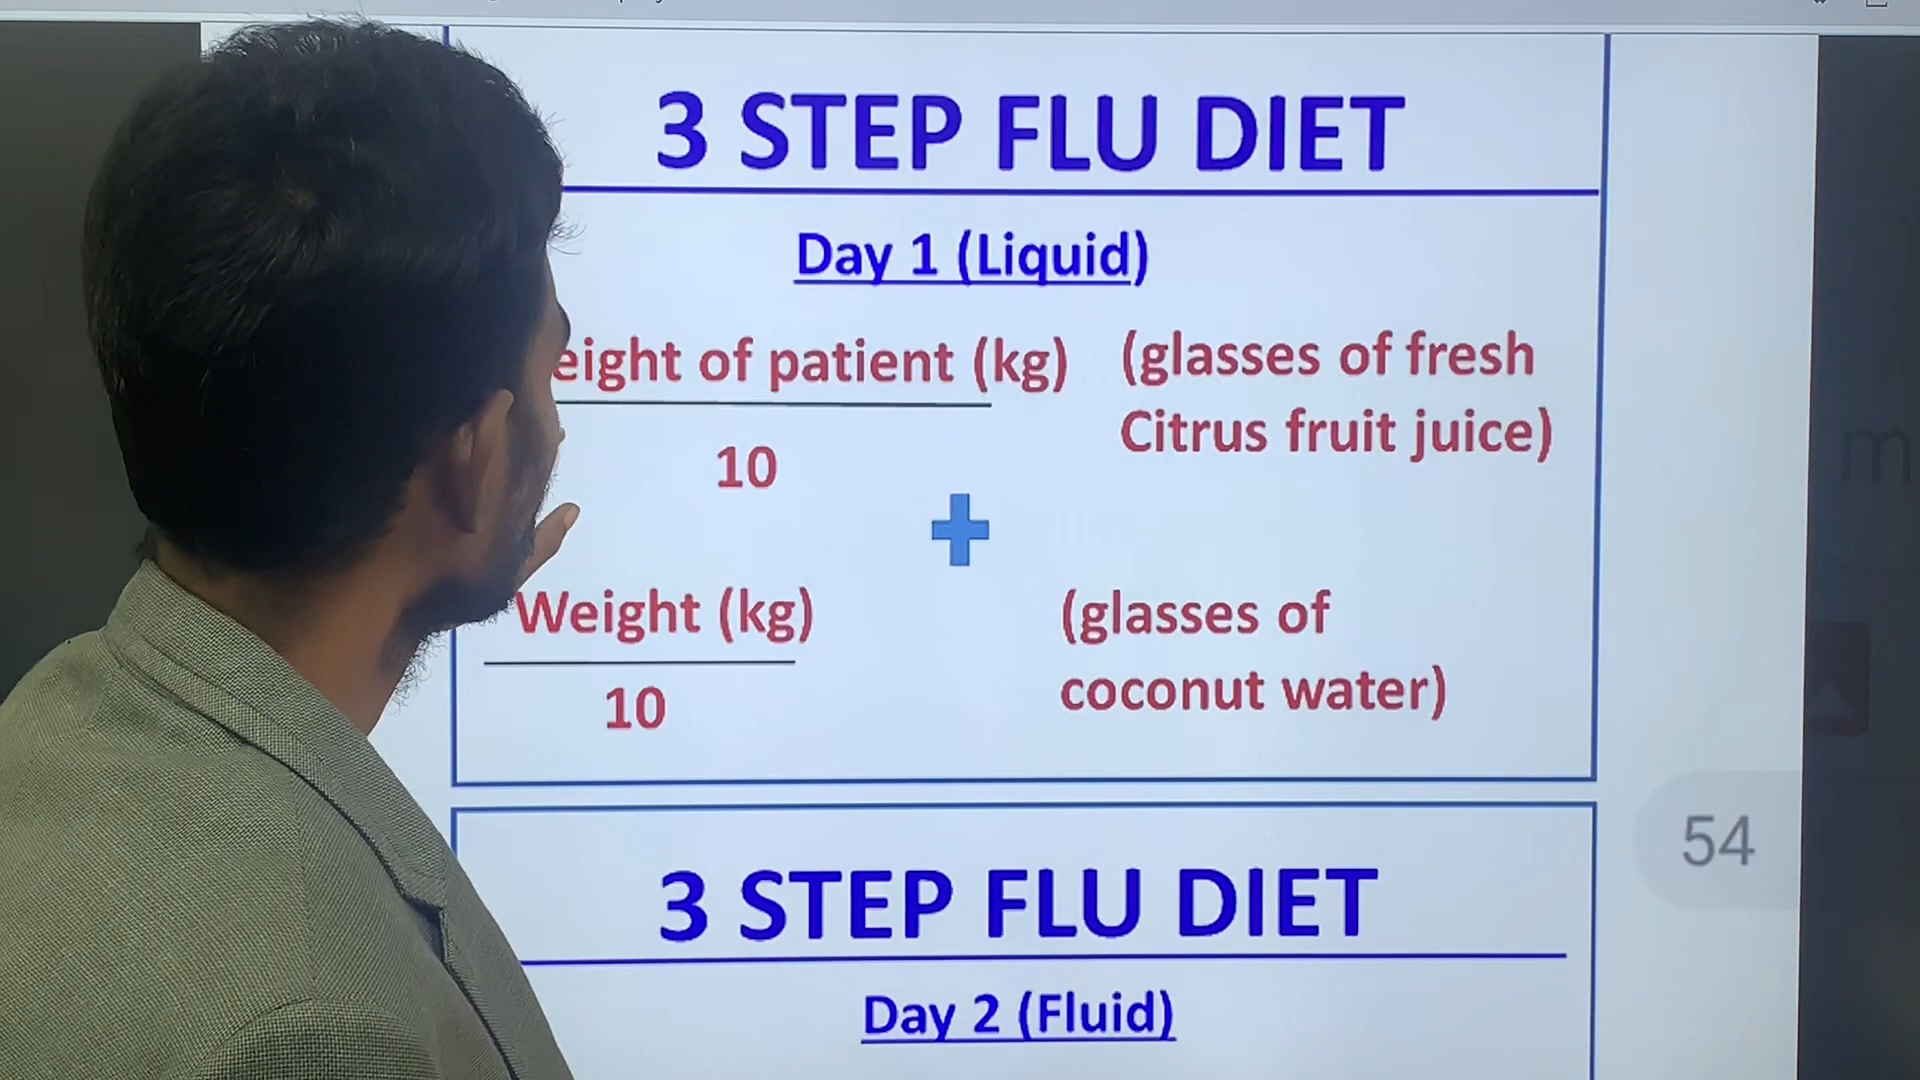 3 STEP FLU DIET
Day 1 (Liquid)
eight of patient (kg)
10
(glasses of fresh
Citrus fruit juice)
Weight (kg)
10
(glasses of
coconut water)
54
3 STEP FLU DIET
Day 2 (Fluid)
m